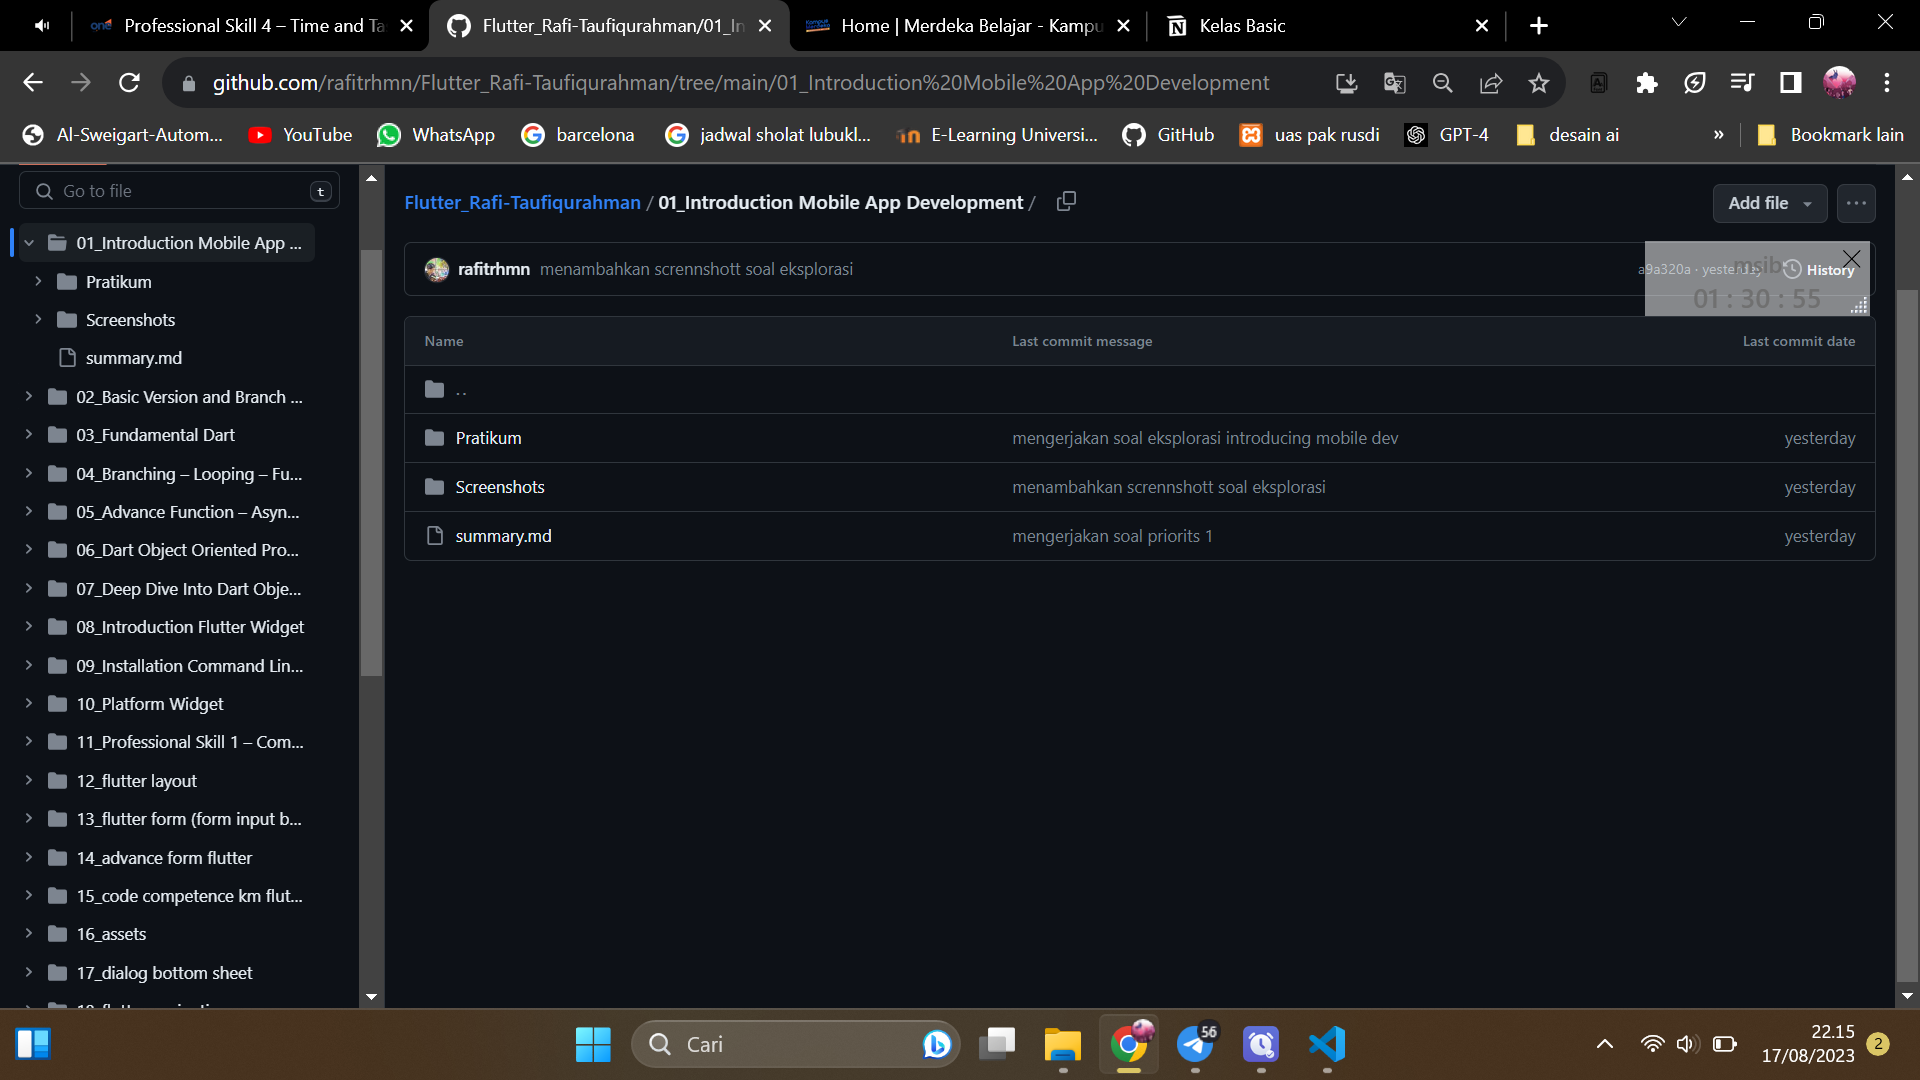 one Professional Skill 4 – Time and Ta
Flutter_Rafi-Taufiqurahman/01_In
Home | Merdeka Belajar - Kampu
Kelas Basic
github.com/rafitrhmn/Flutter_Rafi-Taufiqurahman/tree/main/01_Introduction%20Mobile%20App%20Development
Al-Sweigart-Autom...
YouTube
WhatsApp
barcelona
jadwal sholat lubukl...
E-Learning Universi...
GitHub
uas pak rusdi
GPT-4
desain ai
»
Bookmark lain
Go to file
t
01_Introduction Mobile App ...
Pratikum
Screenshots
summary.md
02_Basic Version and Branch ...
03_Fundamental Dart
04_Branching – Looping – Fu...
05_Advance Function – Asyn...
06_Dart Object Oriented Pro...
07_Deep Dive Into Dart Obje...
08_Introduction Flutter Widget
09_Installation Command Lin...
10_Platform Widget
11_Professional Skill 1 – Com...
12_flutter layout
13_flutter form (form input b...
14_advance form flutter
15_code competence km flut...
16_assets
17_dialog bottom sheet
Flutter_Rafi-Taufiqurahman / 01_Introduction Mobile App Development /
Add file
...
rafitrhmn menambahkan scrennshott soal eksplorasi
a9a320a · yesterday
History
msib
01 : 30 : 55
Name Last commit message Last commit date
..
Pratikum mengerjakan soal eksplorasi introducing mobile dev yesterday
Screenshots menambahkan scrennshott soal eksplorasi yesterday
summary.md mengerjakan soal priorits 1 yesterday
Cari
56
22.15
17/08/2023
2